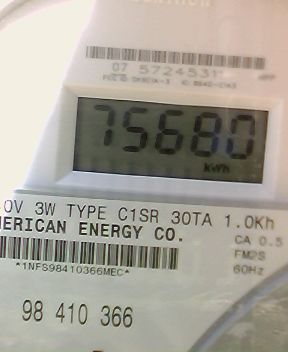 07 5724531
75680
kWh
0V 3W TYPE C1SR 30TA 1.0Kh
MERICAN ENERGY CO.
CA 0.5
FM2S
60Hz
*1NFS98410366MEC*
98 410 366